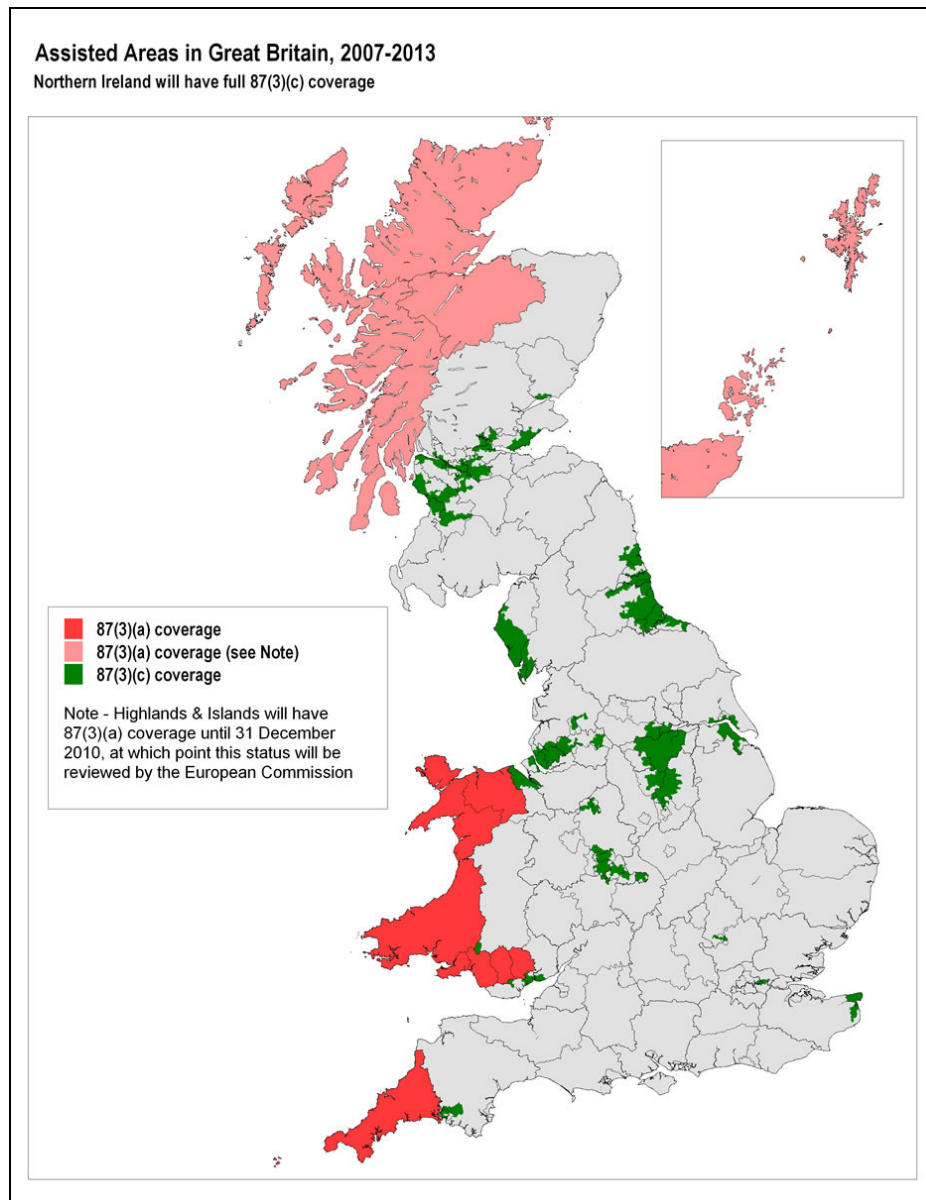 Assisted Areas in Great Britain, 2007-2013
Northern Ireland will have full 87(3)(c) coverage
87(3)(a) coverage
87(3)(a) coverage (see Note)
87(3)(c) coverage
Note - Highlands & Islands will have
87(3)(a) coverage until 31 December
2010, at which point this status will be
reviewed by the European Commission